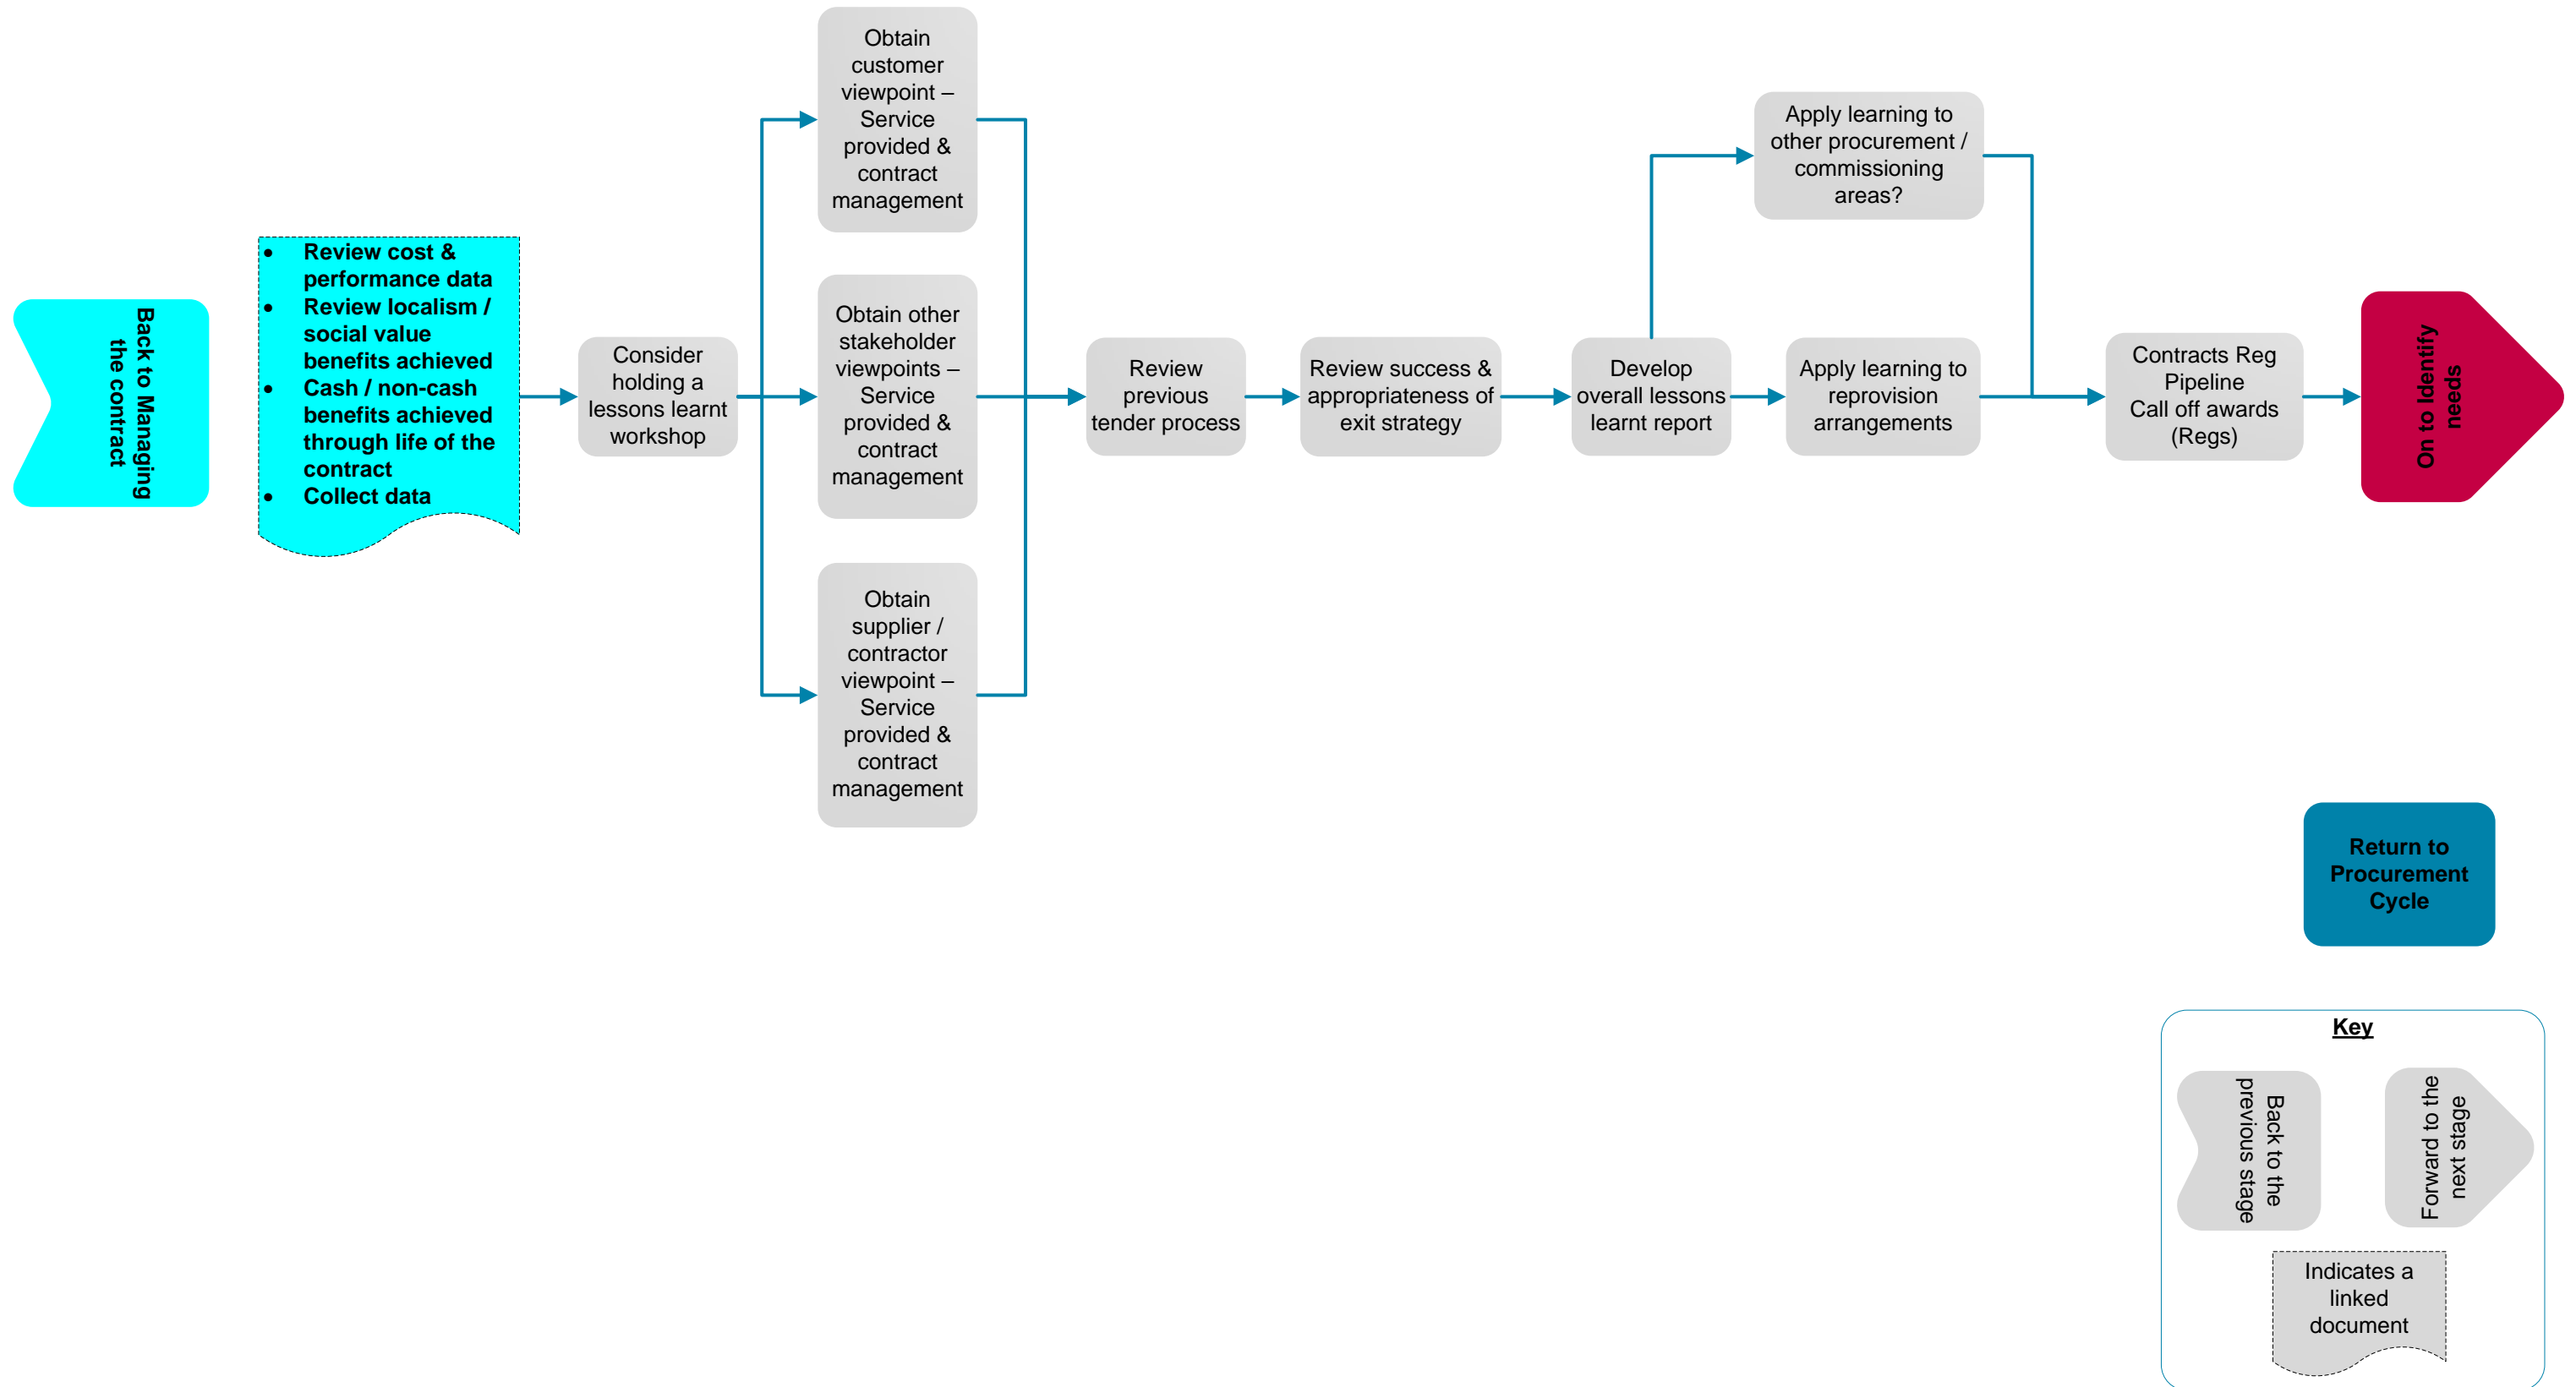 Back to Managing
the contract
• Review cost &
performance data
• Review localism /
social value
benefits achieved
• Cash / non-cash
benefits achieved
through life of the
contract
• Collect data
Consider
holding a
lessons learnt
workshop
Obtain
customer
viewpoint –
Service
provided &
contract
management
Obtain other
stakeholder
viewpoints –
Service
provided &
contract
management
Obtain
supplier /
contractor
viewpoint –
Service
provided &
contract
management
Review
previous
tender process
Review success &
appropriateness of
exit strategy
Develop
overall lessons
learnt report
Apply learning to
other procurement /
commissioning
areas?
Apply learning to
reprovision
arrangements
Contracts Reg
Pipeline
Call off awards
(Regs)
On to Identify
needs
Return to
Procurement
Cycle
Key
Back to the
previous stage
Forward to the
next stage
Indicates a
linked
document